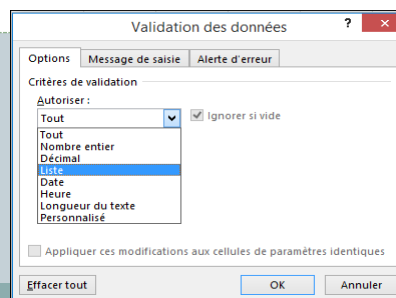 Validation des données
?
×
Options
Message de saisie
Alerte d'erreur
Critères de validation
Autoriser :
Tout
Ignorer si vide
Tout
Nombre entier
Décimal
Liste
Date
Heure
Longueur du texte
Personnalisé
Appliquer ces modifications aux cellules de paramètres identiques
Effacer tout
OK
Annuler